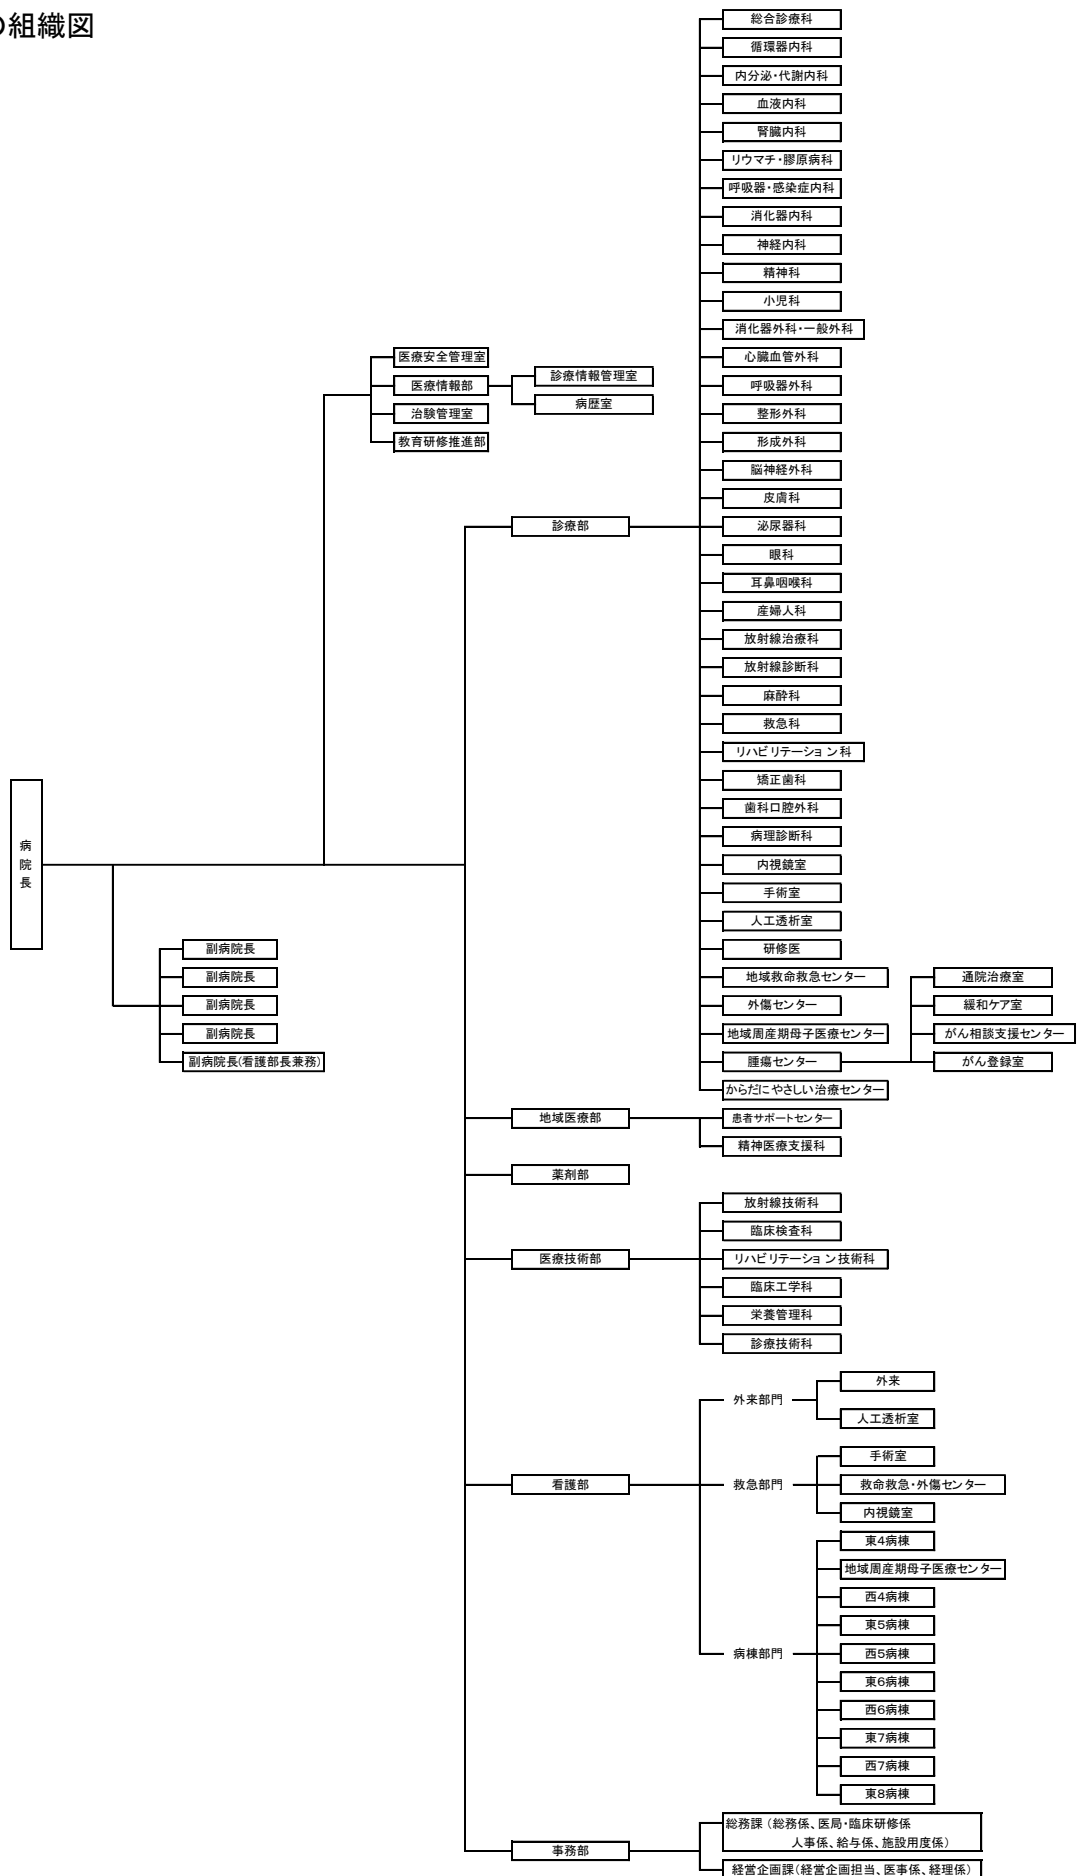 の組織図
総合診療科
循環器内科
内分泌・代謝内科
血液内科
腎臓内科
リウマチ・膠原病科
呼吸器・感染症内科
消化器内科
神経内科
精神科
小児科
消化器外科・一般外科
心臓血管外科
呼吸器外科
整形外科
形成外科
脳神経外科
皮膚科
泌尿器科
眼科
耳鼻咽喉科
産婦人科
放射線治療科
放射線診断科
麻酔科
救急科
リハビリテーション科
矯正歯科
歯科口腔外科
病理診断科
内視鏡室
手術室
人工透析室
研修医
地域救命救急センター
外傷センター
地域周産期母子医療センター
腫瘍センター
からだにやさしい治療センター
通院治療室
緩和ケア室
がん相談支援センター
がん登録室
医療安全管理室
医療情報部
治験管理室
教育研修推進部
診療情報管理室
病歴室
診療部
病院長
副病院長
副病院長
副病院長
副病院長
副病院長(看護部長兼務)
地域医療部
患者サポートセンター
精神医療支援科
薬剤部
医療技術部
放射線技術科
臨床検査科
リハビリテーション技術科
臨床工学科
栄養管理科
診療技術科
看護部
外来部門
外来
人工透析室
救急部門
手術室
救命救急・外傷センター
内視鏡室
病棟部門
東4病棟
地域周産期母子医療センター
西4病棟
東5病棟
西5病棟
東6病棟
西6病棟
東7病棟
西7病棟
東8病棟
事務部
総務課（総務係、医局・臨床研修係
人事係、給与係、施設用度係）
経営企画課（経営企画担当、医事係、経理係）